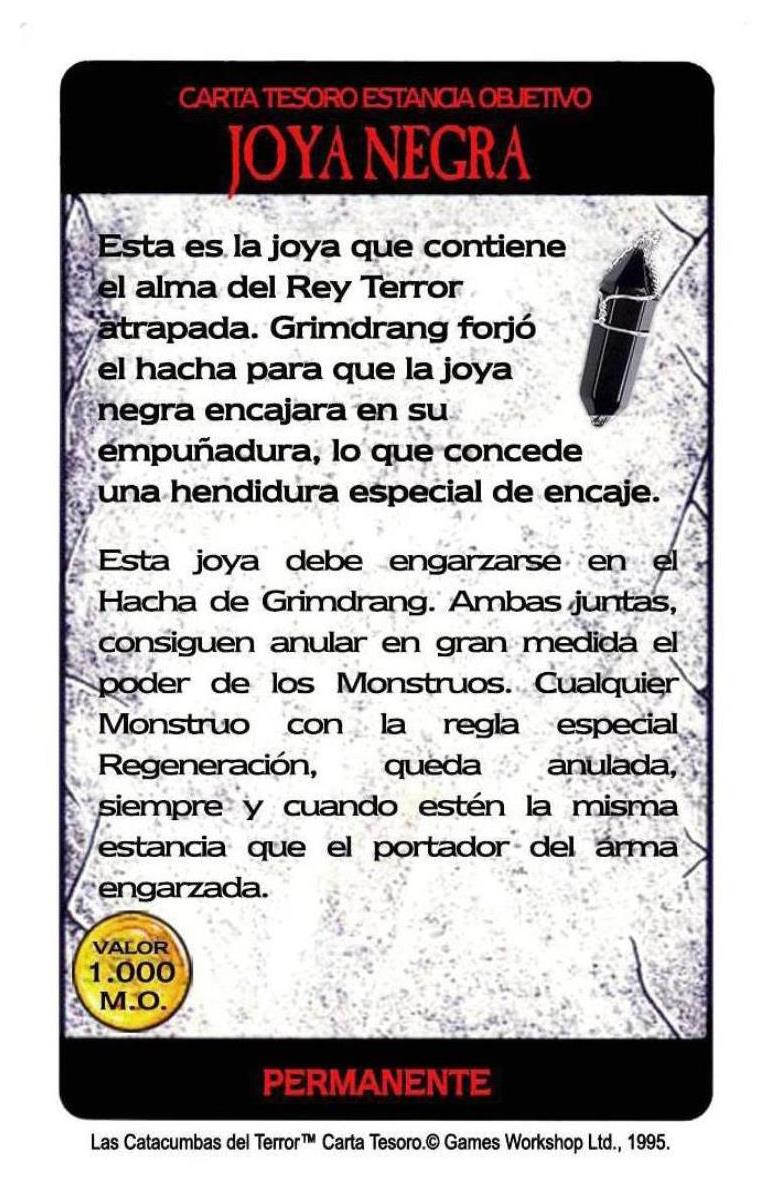 CARTA TESORO ESTANCIA OBJETIVO
JOYA NEGRA
Esta es la joya que contiene
el alma del Rey Terror
atrapada. Grimdrang forjó
el hacha para que la joya
negra encajara en su
empuñadura, lo que concede
una hendidura especial de encaje.
Esta joya debe engarzarse en el
Hacha de Grimdrang. Ambas juntas,
consiguen anular en gran medida el
poder de los Monstruos. Cualquier
Monstruo con la regla especial
Regeneración, queda anulada,
siempre y cuando estén la misma
estancia que el portador del arma
engarzada.
VALOR
1.000
M.O.
PERMANENTE
Las Catacumbas del Terror™ Carta Tesoro.© Games Workshop Ltd., 1995.